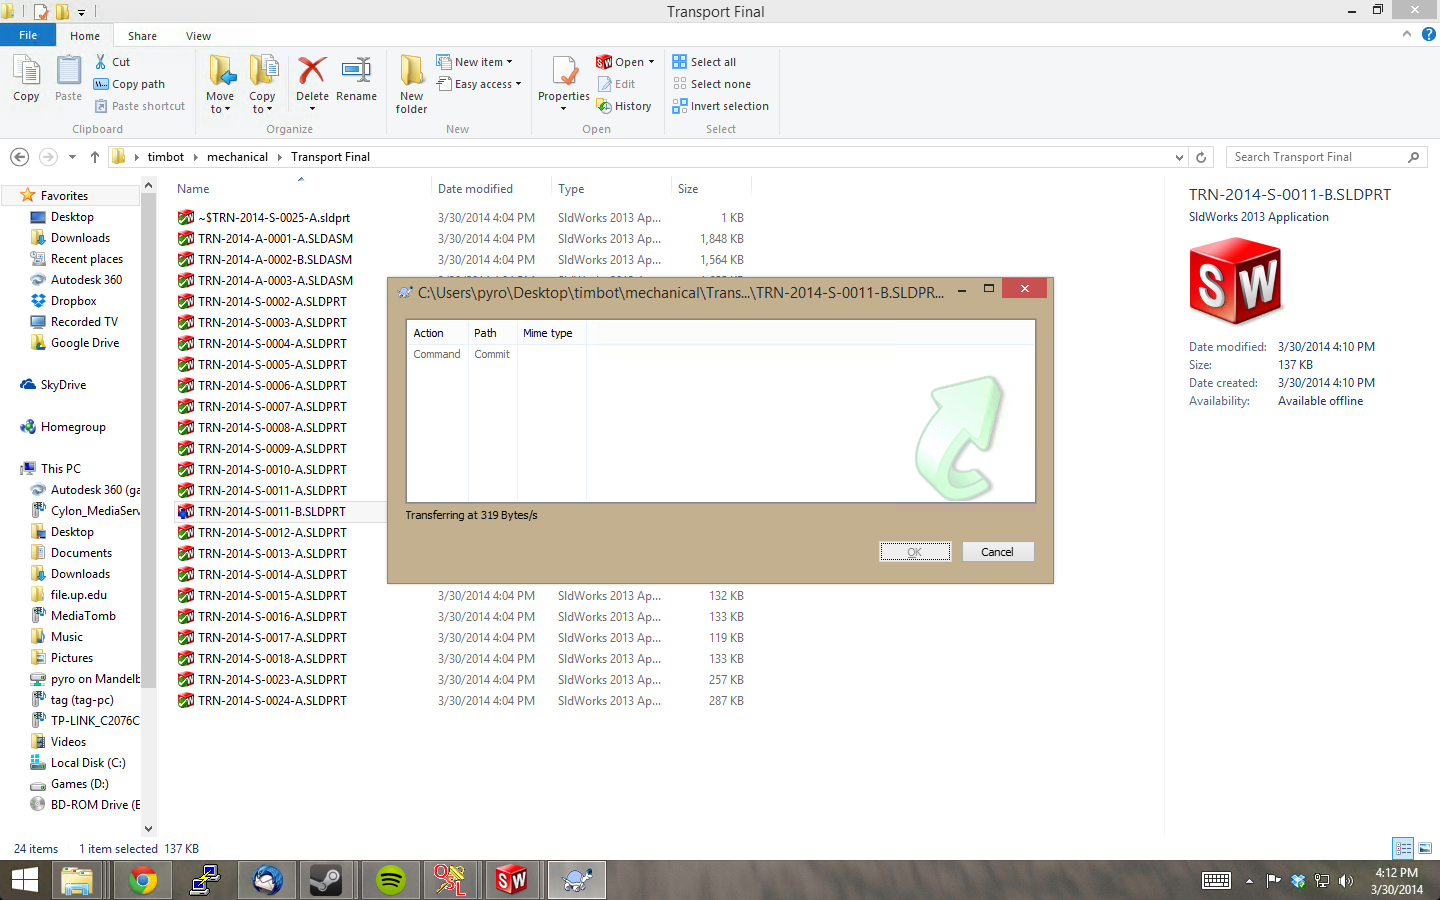 Transport Final
File Home Share View
Copy Paste Cut Copy path Paste shortcut
Clipboard
Move to Copy to Delete Rename
Organize
New folder New item Easy access
New
Properties Open Edit History
Open
Select all Select none Invert selection
Select
timbot mechanical Transport Final
Search Transport Final
Favorites
Desktop
Downloads
Recent places
Autodesk 360
Dropbox
Recorded TV
Google Drive
SkyDrive
Homegroup
This PC
Autodesk 360 (ga
Cylon_MediaServ
Desktop
Documents
Downloads
file.up.edu
MediaTomb
Music
Pictures
pyro on Mandelb
tag (tag-pc)
TP-LINK_C2076C
Videos
Local Disk (C:)
Games (D:)
BD-ROM Drive (E
Name Date modified Type Size
~$TRN-2014-S-0025-A.sldprt 3/30/2014 4:04 PM SldWorks 2013 Ap... 1 KB
TRN-2014-A-0001-A.SLDASM 3/30/2014 4:04 PM SldWorks 2013 Ap... 1,848 KB
TRN-2014-A-0002-B.SLDASM 3/30/2014 4:04 PM SldWorks 2013 Ap... 1,564 KB
TRN-2014-A-0003-A.SLDASM
TRN-2014-S-0002-A.SLDPRT
TRN-2014-S-0003-A.SLDPRT
TRN-2014-S-0004-A.SLDPRT
TRN-2014-S-0005-A.SLDPRT
TRN-2014-S-0006-A.SLDPRT
TRN-2014-S-0007-A.SLDPRT
TRN-2014-S-0008-A.SLDPRT
TRN-2014-S-0009-A.SLDPRT
TRN-2014-S-0010-A.SLDPRT
TRN-2014-S-0011-A.SLDPRT
TRN-2014-S-0011-B.SLDPRT
TRN-2014-S-0012-A.SLDPRT
TRN-2014-S-0013-A.SLDPRT
TRN-2014-S-0014-A.SLDPRT
TRN-2014-S-0015-A.SLDPRT 3/30/2014 4:04 PM SldWorks 2013 Ap... 132 KB
TRN-2014-S-0016-A.SLDPRT 3/30/2014 4:04 PM SldWorks 2013 Ap... 133 KB
TRN-2014-S-0017-A.SLDPRT 3/30/2014 4:04 PM SldWorks 2013 Ap... 119 KB
TRN-2014-S-0018-A.SLDPRT 3/30/2014 4:04 PM SldWorks 2013 Ap... 133 KB
TRN-2014-S-0023-A.SLDPRT 3/30/2014 4:04 PM SldWorks 2013 Ap... 257 KB
TRN-2014-S-0024-A.SLDPRT 3/30/2014 4:04 PM SldWorks 2013 Ap... 287 KB
C:\Users\pyro\Desktop\timbot\mechanical\Trans...\TRN-2014-S-0011-B.SLDPR...
Action Path Mime type
Command Commit
Transferring at 319 Bytes/s
OK Cancel
TRN-2014-S-0011-B.SLDPRT
SldWorks 2013 Application
SW
Date modified: 3/30/2014 4:10 PM
Size: 137 KB
Date created: 3/30/2014 4:10 PM
Availability: Available offline
24 items 1 item selected 137 KB
QSL
SW
4:12 PM
3/30/2014